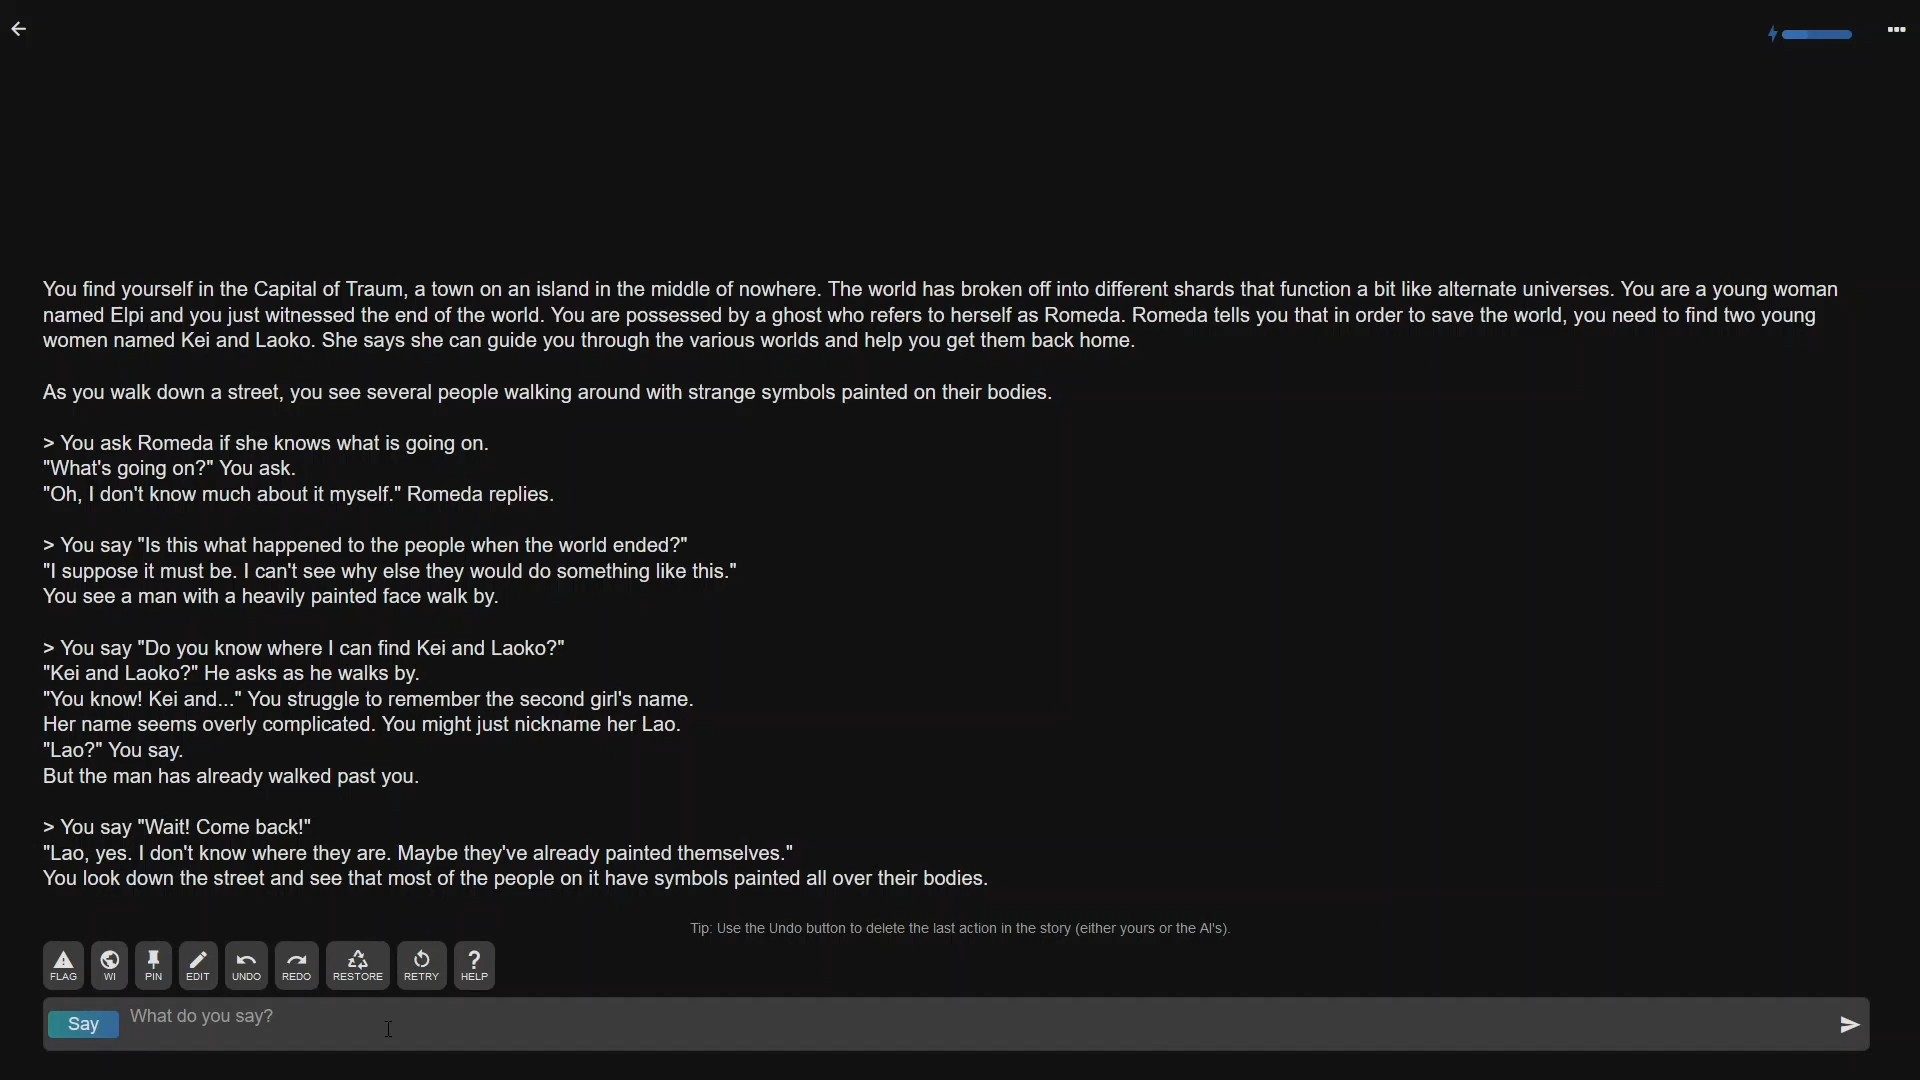 You find yourself in the Capital of Traum, a town on an island in the middle of nowhere. The world has broken off into different shards that function a bit like alternate universes. You are a young woman
named Elpi and you just witnessed the end of the world. You are possessed by a ghost who refers to herself as Romeda. Romeda tells you that in order to save the world, you need to find two young
women named Kei and Laoko. She says she can guide you through the various worlds and help you get them back home.
As you walk down a street, you see several people walking around with strange symbols painted on their bodies.
> You ask Romeda if she knows what is going on.
"What's going on?" You ask.
"Oh, I don't know much about it myself." Romeda replies.
> You say "Is this what happened to the people when the world ended?"
"I suppose it must be. I can't see why else they would do something like this."
You see a man with a heavily painted face walk by.
> You say "Do you know where I can find Kei and Laoko?"
"Kei and Laoko?" He asks as he walks by.
"You know! Kei and..." You struggle to remember the second girl's name.
Her name seems overly complicated. You might just nickname her Lao.
"Lao?" You say.
But the man has already walked past you.
> You say "Wait! Come back!"
"Lao, yes. I don't know where they are. Maybe they've already painted themselves."
You look down the street and see that most of the people on it have symbols painted all over their bodies.
Tip: Use the Undo button to delete the last action in the story (either yours or the AI's).
FLAG WI PIN EDIT UNDO REDO RESTORE RETRY HELP
Say What do you say?